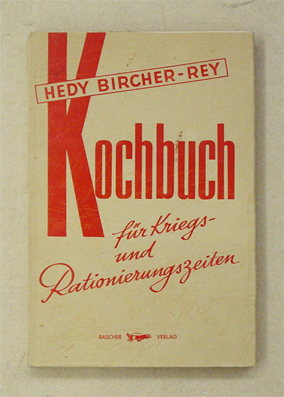 HEDY BIRCHER-REY
Kochbuch
für Kriegs-
und
Rationierungszeiten
RASCHER VERLAG